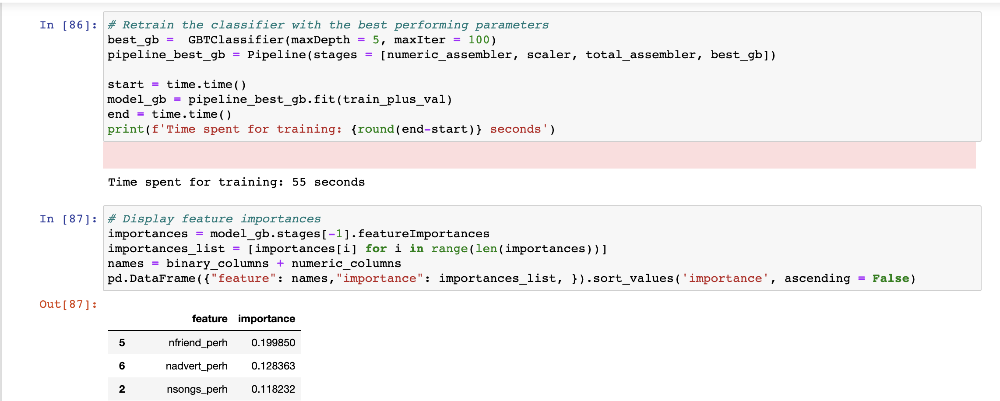 In [86]:
# Retrain the classifier with the best performing parameters
best_gb =  GBTClassifier(maxDepth = 5, maxIter = 100)
pipeline_best_gb = Pipeline(stages = [numeric_assembler, scaler, total_assembler, best_gb])
start = time.time()
model_gb = pipeline_best_gb.fit(train_plus_val)
end = time.time()
print(f'Time spent for training: {round(end-start)} seconds')
Time spent for training: 55 seconds
In [87]:
# Display feature importances
importances = model_gb.stages[-1].featureImportances
importances_list = [importances[i] for i in range(len(importances))]
names = binary_columns + numeric_columns
pd.DataFrame({"feature": names,"importance": importances_list, }).sort_values('importance', ascending = False)
Out[87]:
feature importance
5 nfriend_perh 0.199850
6 nadvert_perh 0.128363
2 nsongs_perh 0.118232